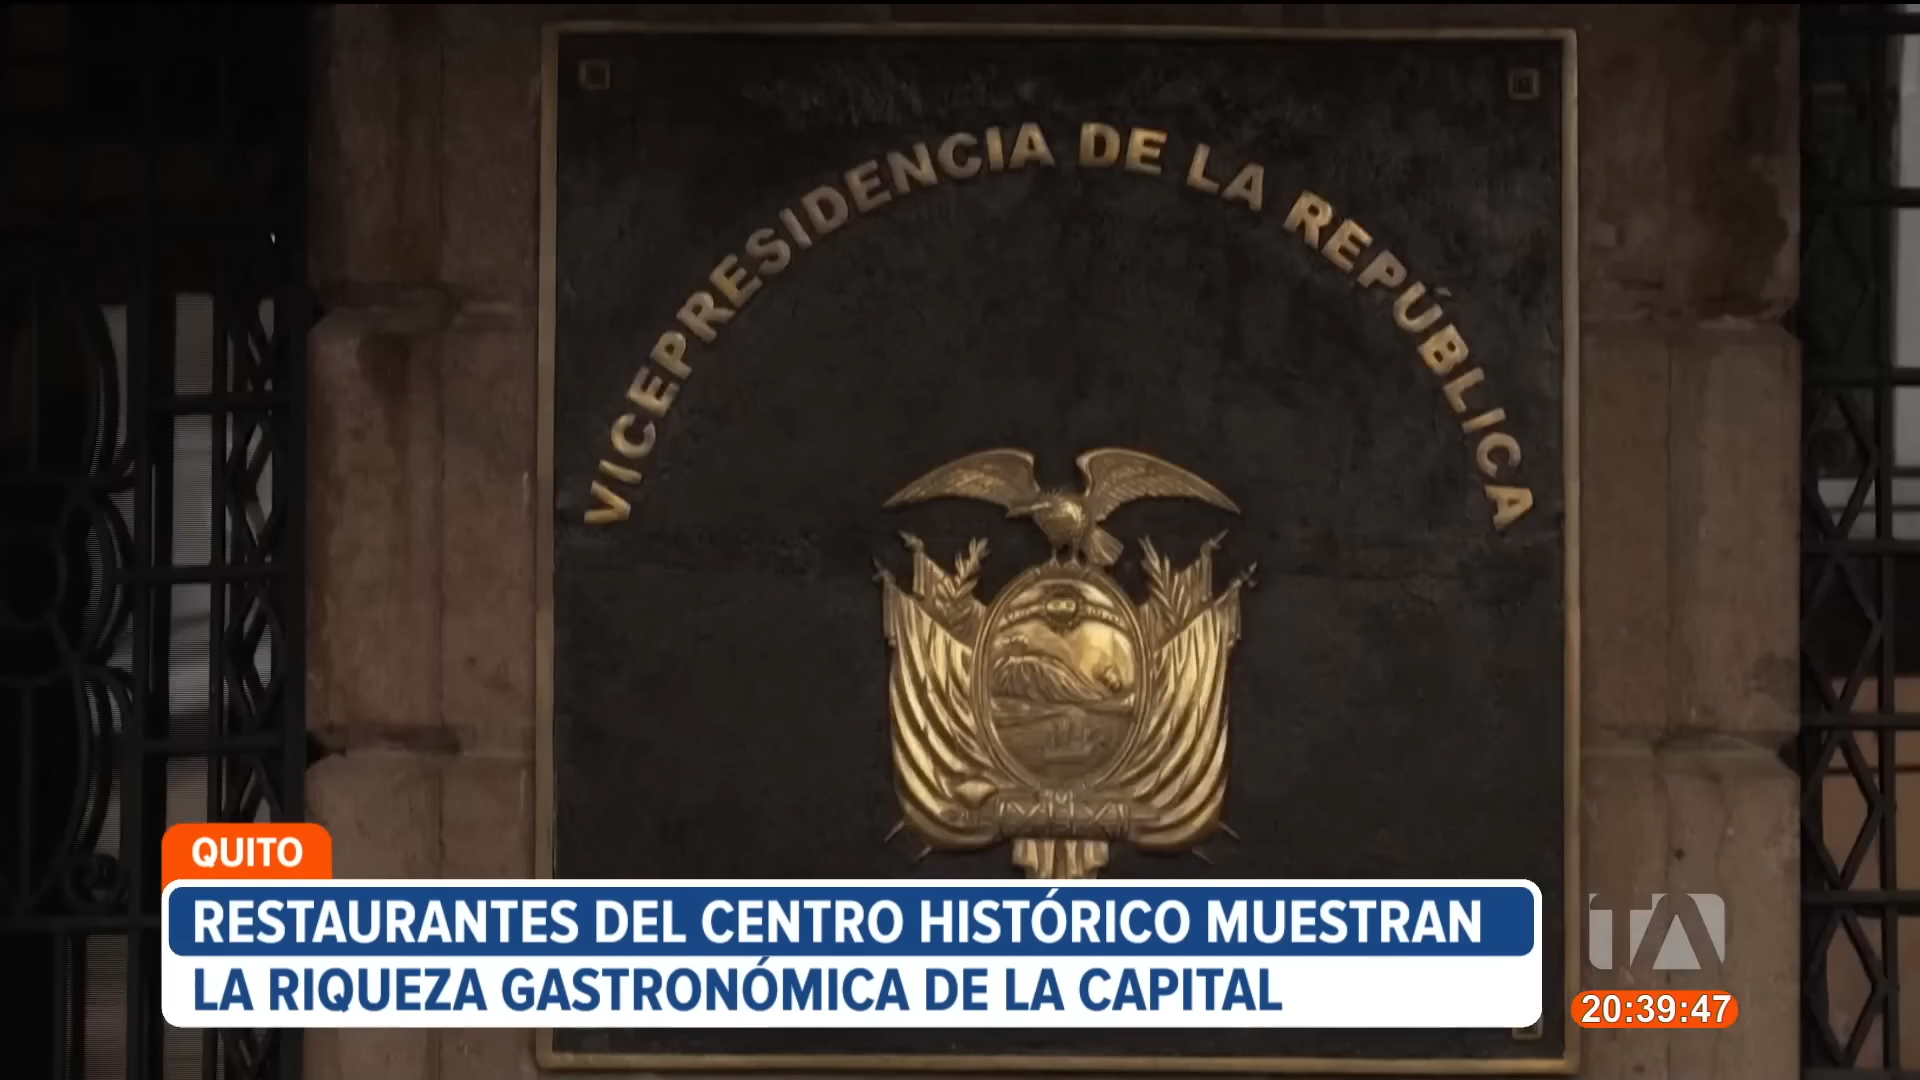 VICEPRESIDENCIA DE LA REPÚBLICA
QUITO
RESTAURANTES DEL CENTRO HISTÓRICO MUESTRAN
LA RIQUEZA GASTRONÓMICA DE LA CAPITAL
TA
20:39:47